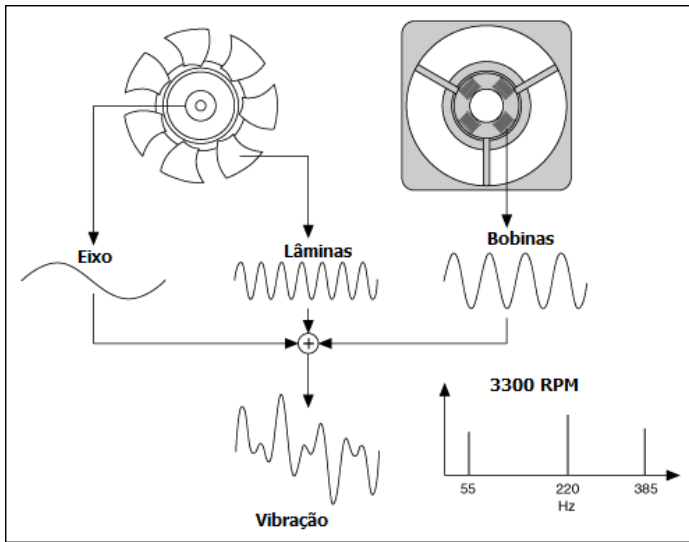 Eixo
Lâminas
Bobinas
3300 RPM
55
220
385
Hz
Vibração